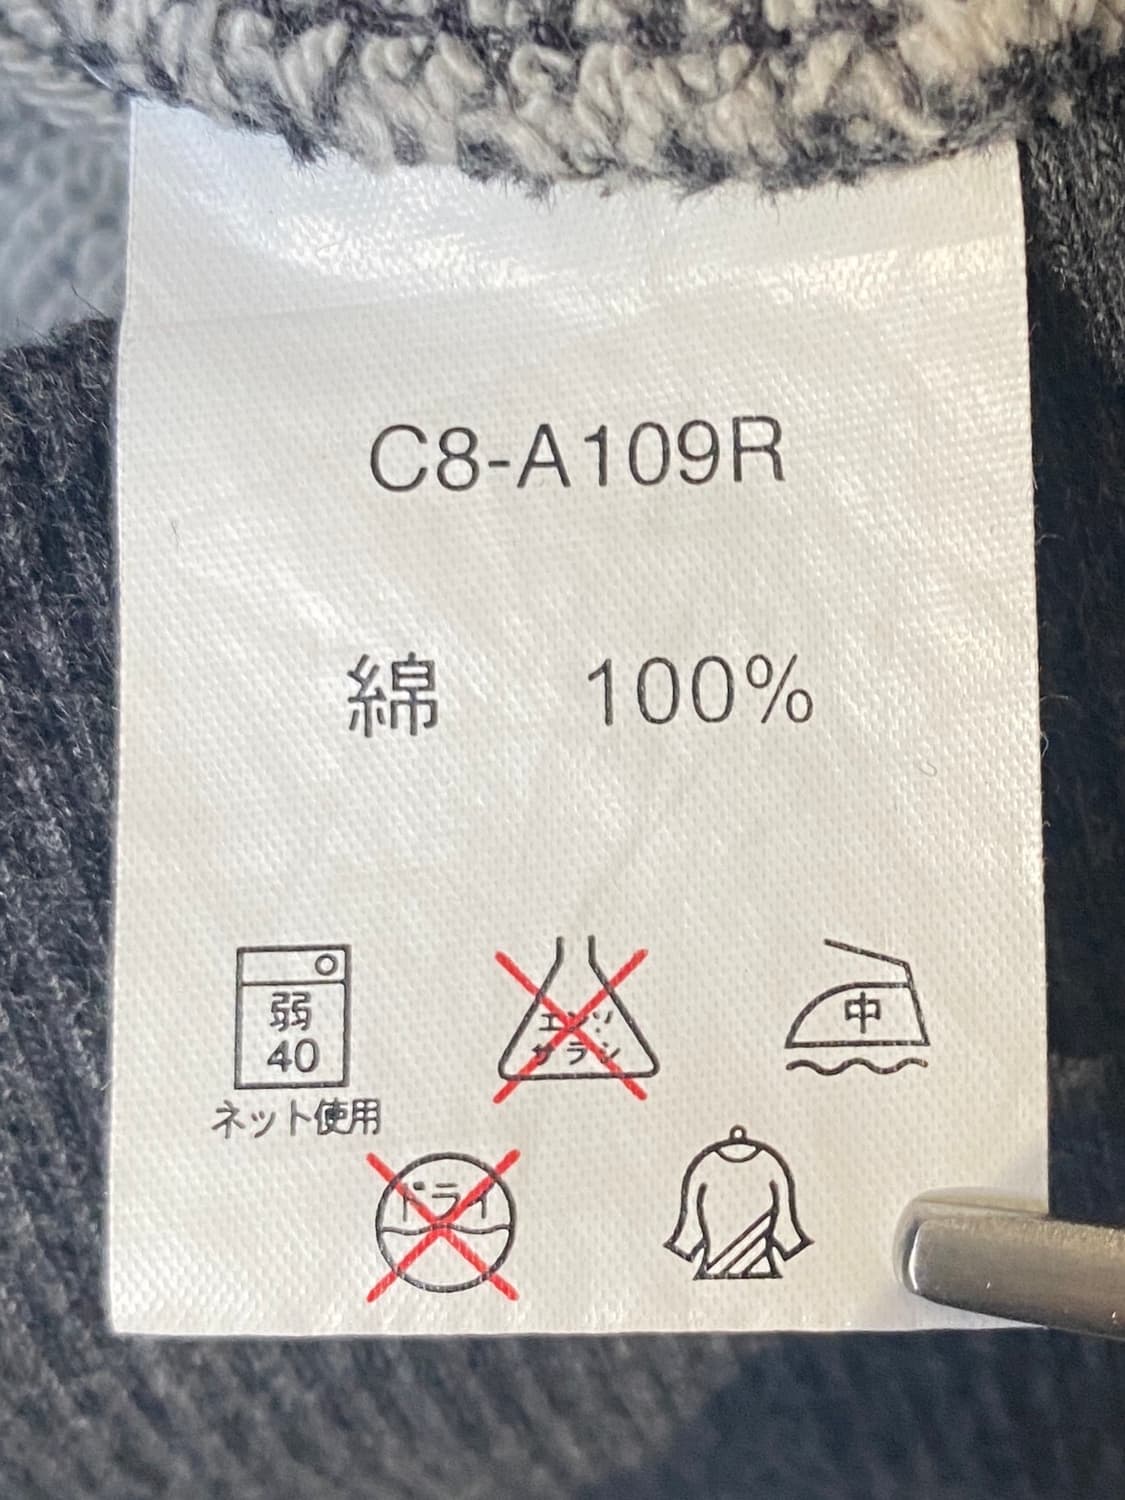 C8-A109R
綿 100%
弱
40
ネット使用
エンソ
サラシ
中
ドライ